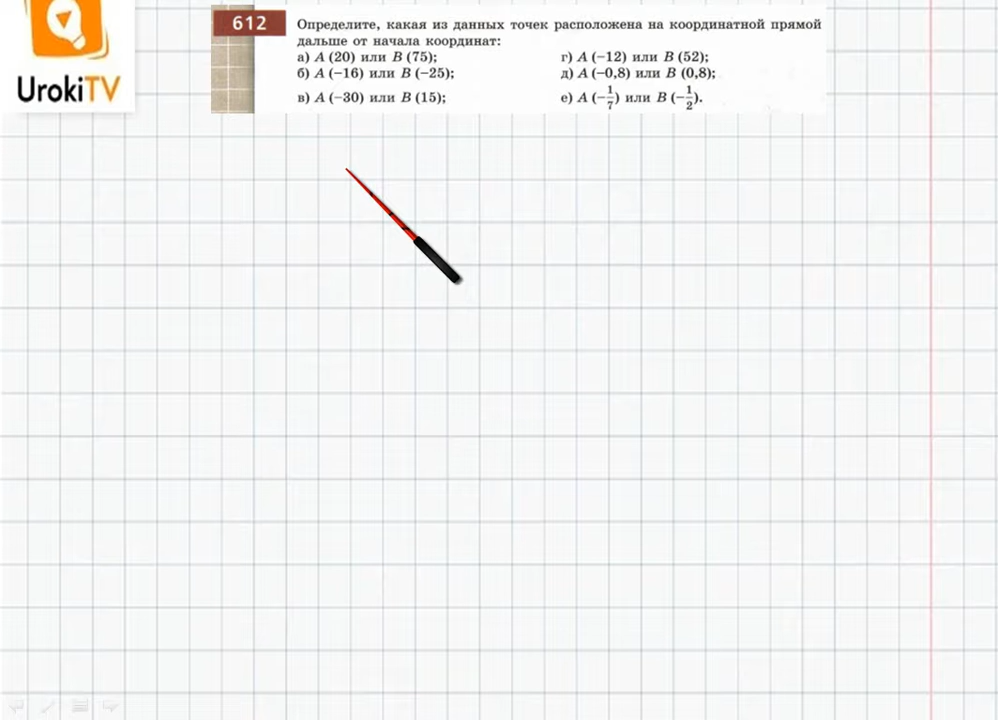 UrokiTV
612
Определите, какая из данных точек расположена на координатной прямой
дальше от начала координат:
а) A (20) или B (75);
б) A (−16) или B (−25);
в) A (−30) или B (15);
г) A (−12) или B (52);
д) A (−0,8) или B (0,8);
е) A (−1/7) или B (−1/2).